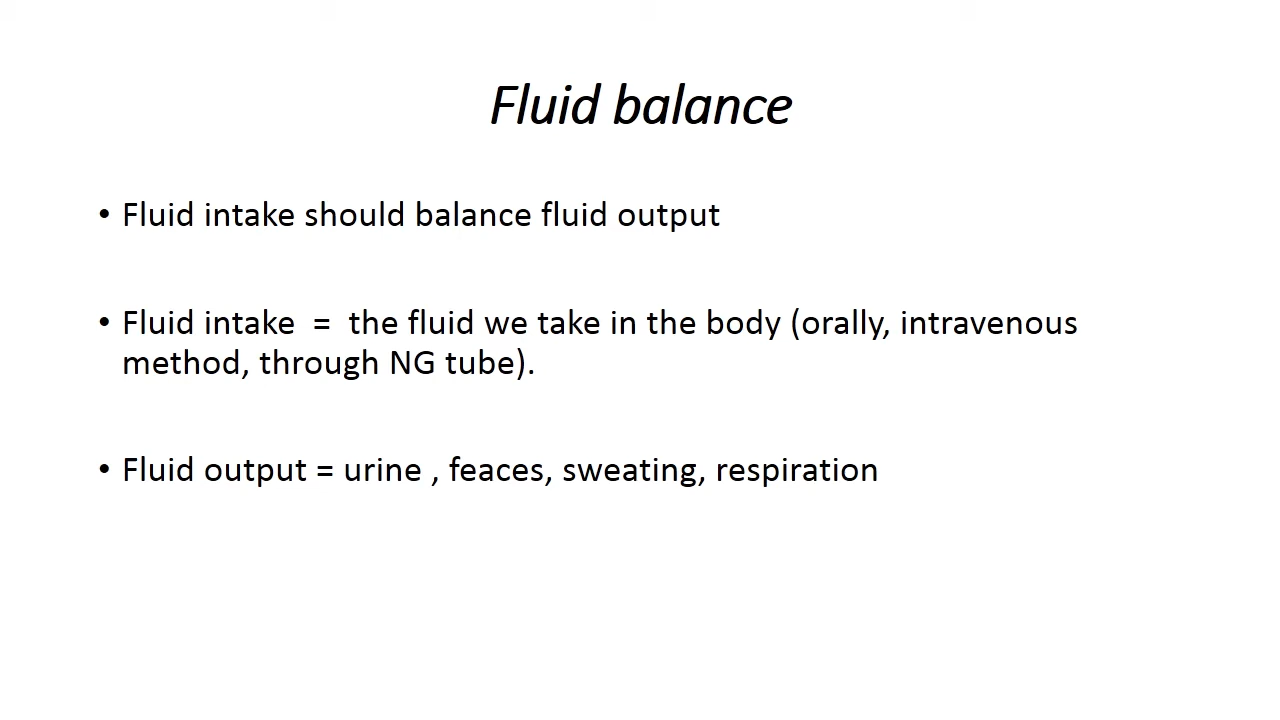 Fluid balance
• Fluid intake should balance fluid output
• Fluid intake  =  the fluid we take in the body (orally, intravenous
method, through NG tube).
• Fluid output = urine , feaces, sweating, respiration